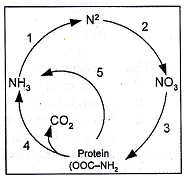 N²
1
2
5
NH₃
NO₃
CO₂
4
3
Protein
(OOC–NH₂